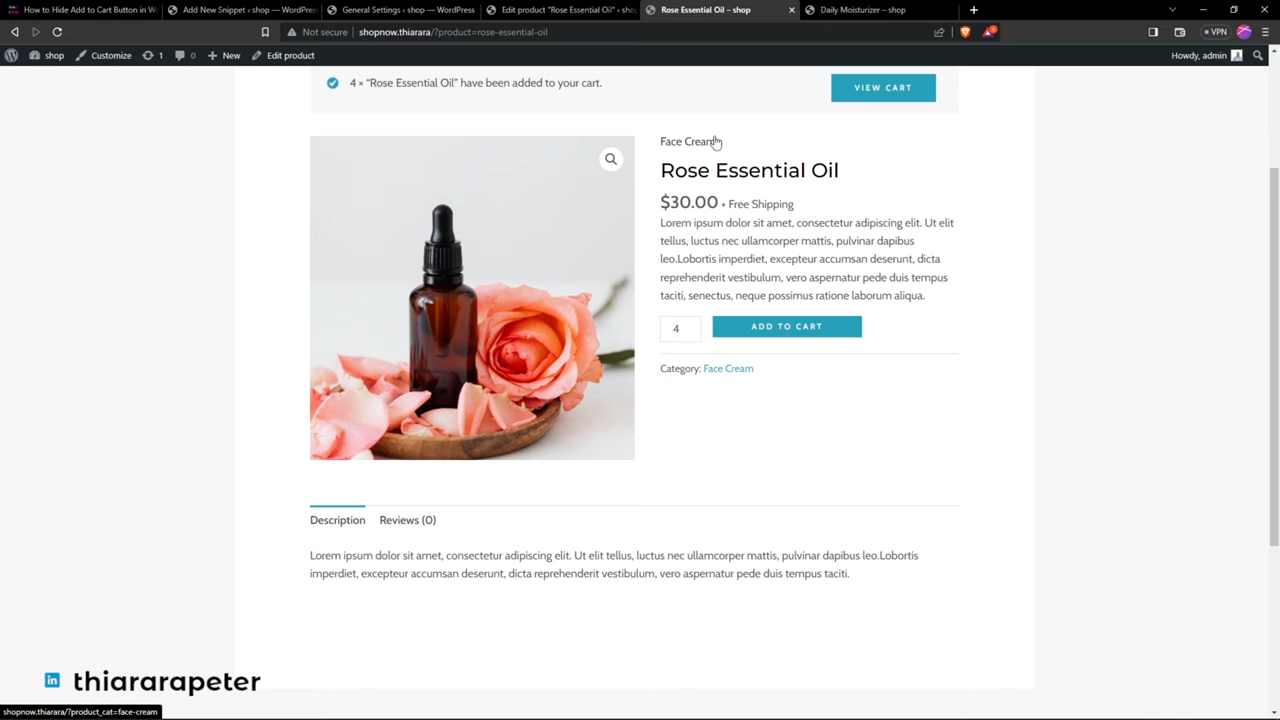 How to Hide Add to Cart Button in W
Add New Snippet ‹ shop — WordPres
General Settings ‹ shop — WordPress
Edit product “Rose Essential Oil” ‹ sho
Rose Essential Oil – shop
Daily Moisturizer – shop
Not secure
shopnow.thiarara/?product=rose-essential-oil
VPN
shop
Customize
1
0
New
Edit product
Howdy, admin
4 × “Rose Essential Oil” have been added to your cart.
VIEW CART
Face Cream
Rose Essential Oil
$30.00 + Free Shipping
Lorem ipsum dolor sit amet, consectetur adipiscing elit. Ut elit
tellus, luctus nec ullamcorper mattis, pulvinar dapibus
leo.Lobortis imperdiet, excepteur accumsan deserunt, dicta
reprehenderit vestibulum, vero aspernatur pede duis tempus
taciti, senectus, neque possimus ratione laborum aliqua.
4
ADD TO CART
Category: Face Cream
Description
Reviews (0)
Lorem ipsum dolor sit amet, consectetur adipiscing elit. Ut elit tellus, luctus nec ullamcorper mattis, pulvinar dapibus leo.Lobortis
imperdiet, excepteur accumsan deserunt, dicta reprehenderit vestibulum, vero aspernatur pede duis tempus taciti.
in thiararapeter
shopnow.thiarara/?product_cat=face-cream